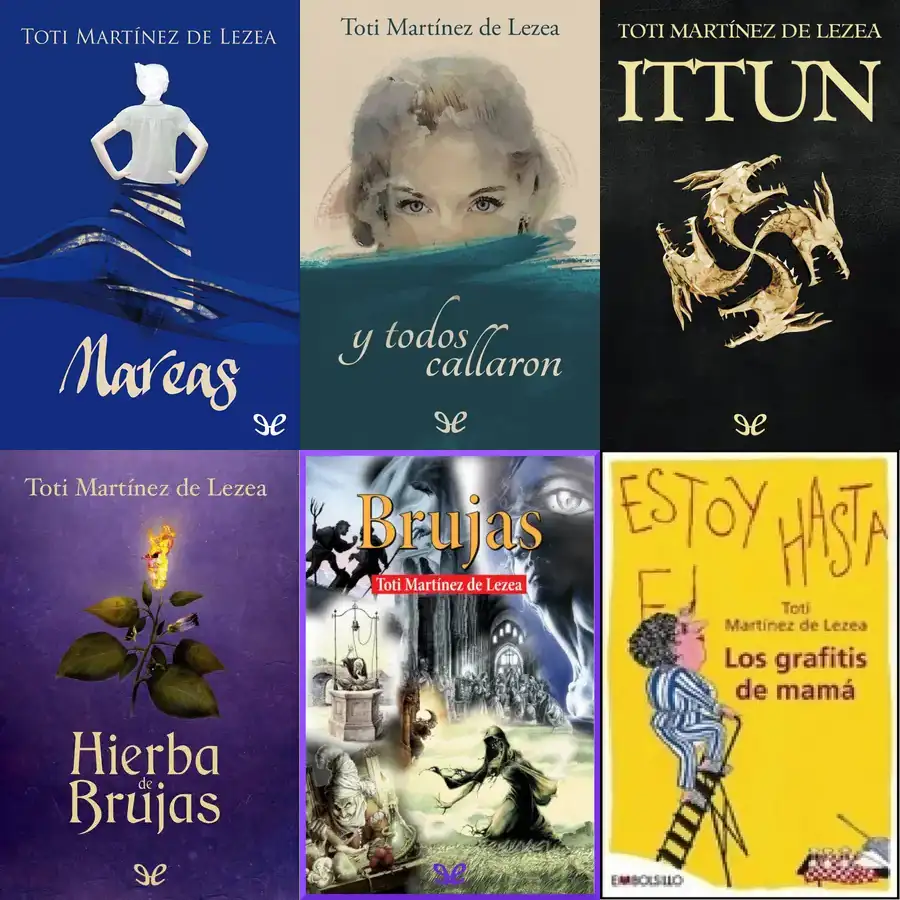 TOTI MARTÍNEZ DE LEZEA
Mareas
Toti Martínez de Lezea
y todos
callaron
TOTI MARTÍNEZ DE LEZEA
ITTUN
Toti Martínez de Lezea
Hierba
de
Brujas
Brujas
Toti Martínez de Lezea
ESTOY HASTA
EL
Toti
Martínez de Lezea
Los grafitis
de mamá
EMBOLSILLO